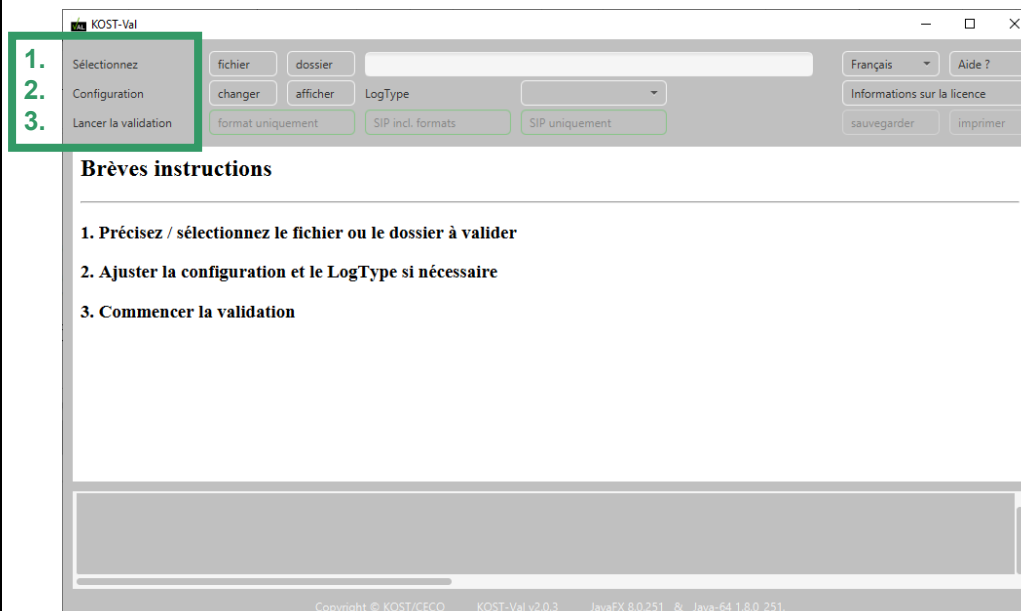 VAL KOST-Val
1. Sélectionnez fichier dossier Français Aide ?
2. Configuration changer afficher LogType Informations sur la licence
3. Lancer la validation format uniquement SIP incl. formats SIP uniquement sauvegarder imprimer
Brèves instructions
1. Précisez / sélectionnez le fichier ou le dossier à valider
2. Ajuster la configuration et le LogType si nécessaire
3. Commencer la validation
Copyright © KOST/CECO KOST-Val v2.0.3 JavaFX 8.0.251 & Java-64 1.8.0_251.